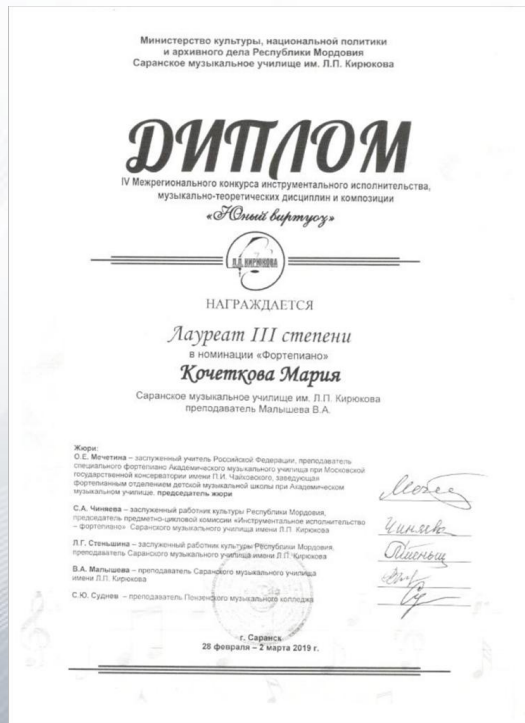 Министерство культуры, национальной политики
и архивного дела Республики Мордовия
Саранское музыкальное училище им. Л.П. Кирюкова
ДИПЛОМ
IV Межрегионального конкурса инструментального исполнительства,
музыкально-теоретических дисциплин и композиции
«Юный виртуоз»
Л.П. КИРЮКОВА
НАГРАЖДАЕТСЯ
Лауреат III степени
в номинации «Фортепиано»
Кочеткова Мария
Саранское музыкальное училище им. Л.П. Кирюкова
преподаватель Малышева В.А.
Жюри:
О.Е. Мечетина – заслуженный учитель Российской Федерации, преподаватель
специального фортепиано Академического музыкального училища при Московской
государственной консерватории имени П.И. Чайковского, заведующая
фортепианным отделением детской музыкальной школы при Академическом
музыкальном училище, председатель жюри
С.А. Чиняева – заслуженный работник культуры Республики Мордовия,
председатель предметно-цикловой комиссии «Инструментальное исполнительство
– фортепиано» Саранского музыкального училища имени Л.П. Кирюкова
Л.Г. Стеньшина – заслуженный работник культуры Республики Мордовия,
преподаватель Саранского музыкального училища имени Л.П. Кирюкова
В.А. Малышева – преподаватель Саранского музыкального училища
имени Л.П. Кирюкова
С.Ю. Суднев – преподаватель Пензенского музыкального колледжа
г. Саранск
28 февраля – 2 марта 2019 г.